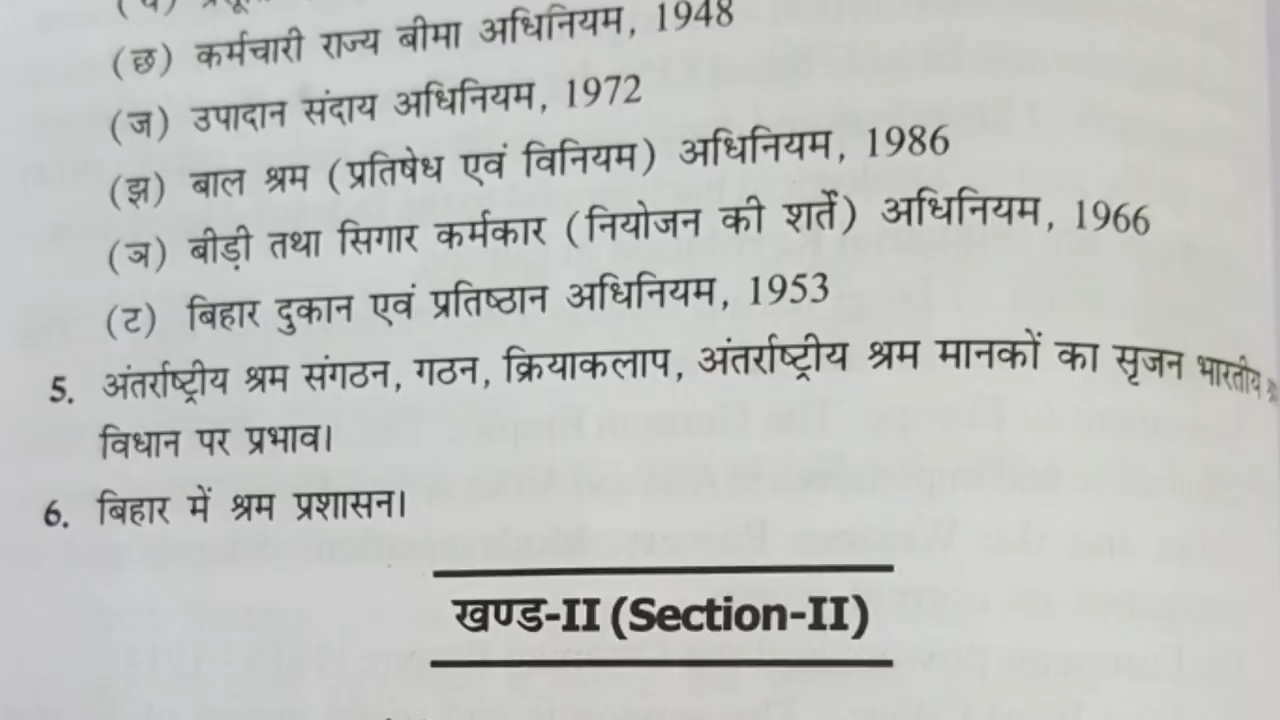 (छ) कर्मचारी राज्य बीमा अधिनियम, 1948
(ज) उपादान संदाय अधिनियम, 1972
(झ) बाल श्रम (प्रतिषेध एवं विनियम) अधिनियम, 1986
(ञ) बीड़ी तथा सिगार कर्मकार (नियोजन की शर्तें) अधिनियम, 1966
(ट) बिहार दुकान एवं प्रतिष्ठान अधिनियम, 1953
5. अंतर्राष्ट्रीय श्रम संगठन, गठन, क्रियाकलाप, अंतर्राष्ट्रीय श्रम मानकों का सृजन भारतीय
विधान पर प्रभाव।
6. बिहार में श्रम प्रशासन।
खण्ड-II (Section-II)